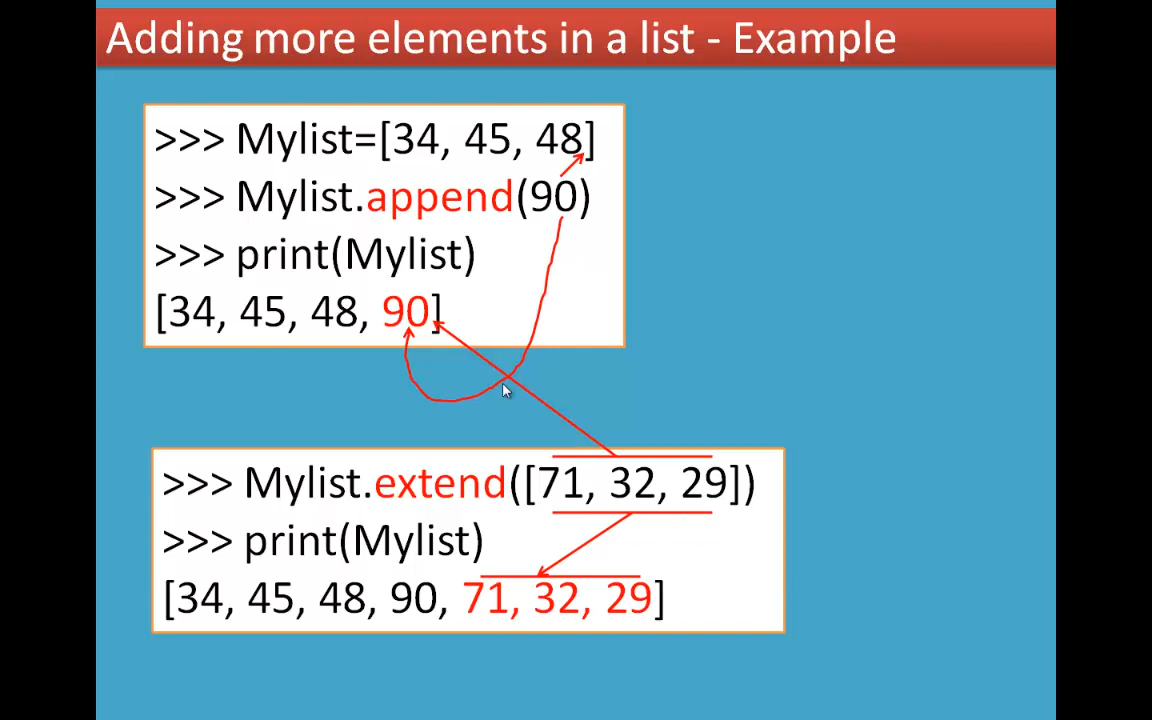 Adding more elements in a list - Example
>>> Mylist=[34, 45, 48]
>>> Mylist.append(90)
>>> print(Mylist)
[34, 45, 48, 90]
>>> Mylist.extend([71, 32, 29])
>>> print(Mylist)
[34, 45, 48, 90, 71, 32, 29]